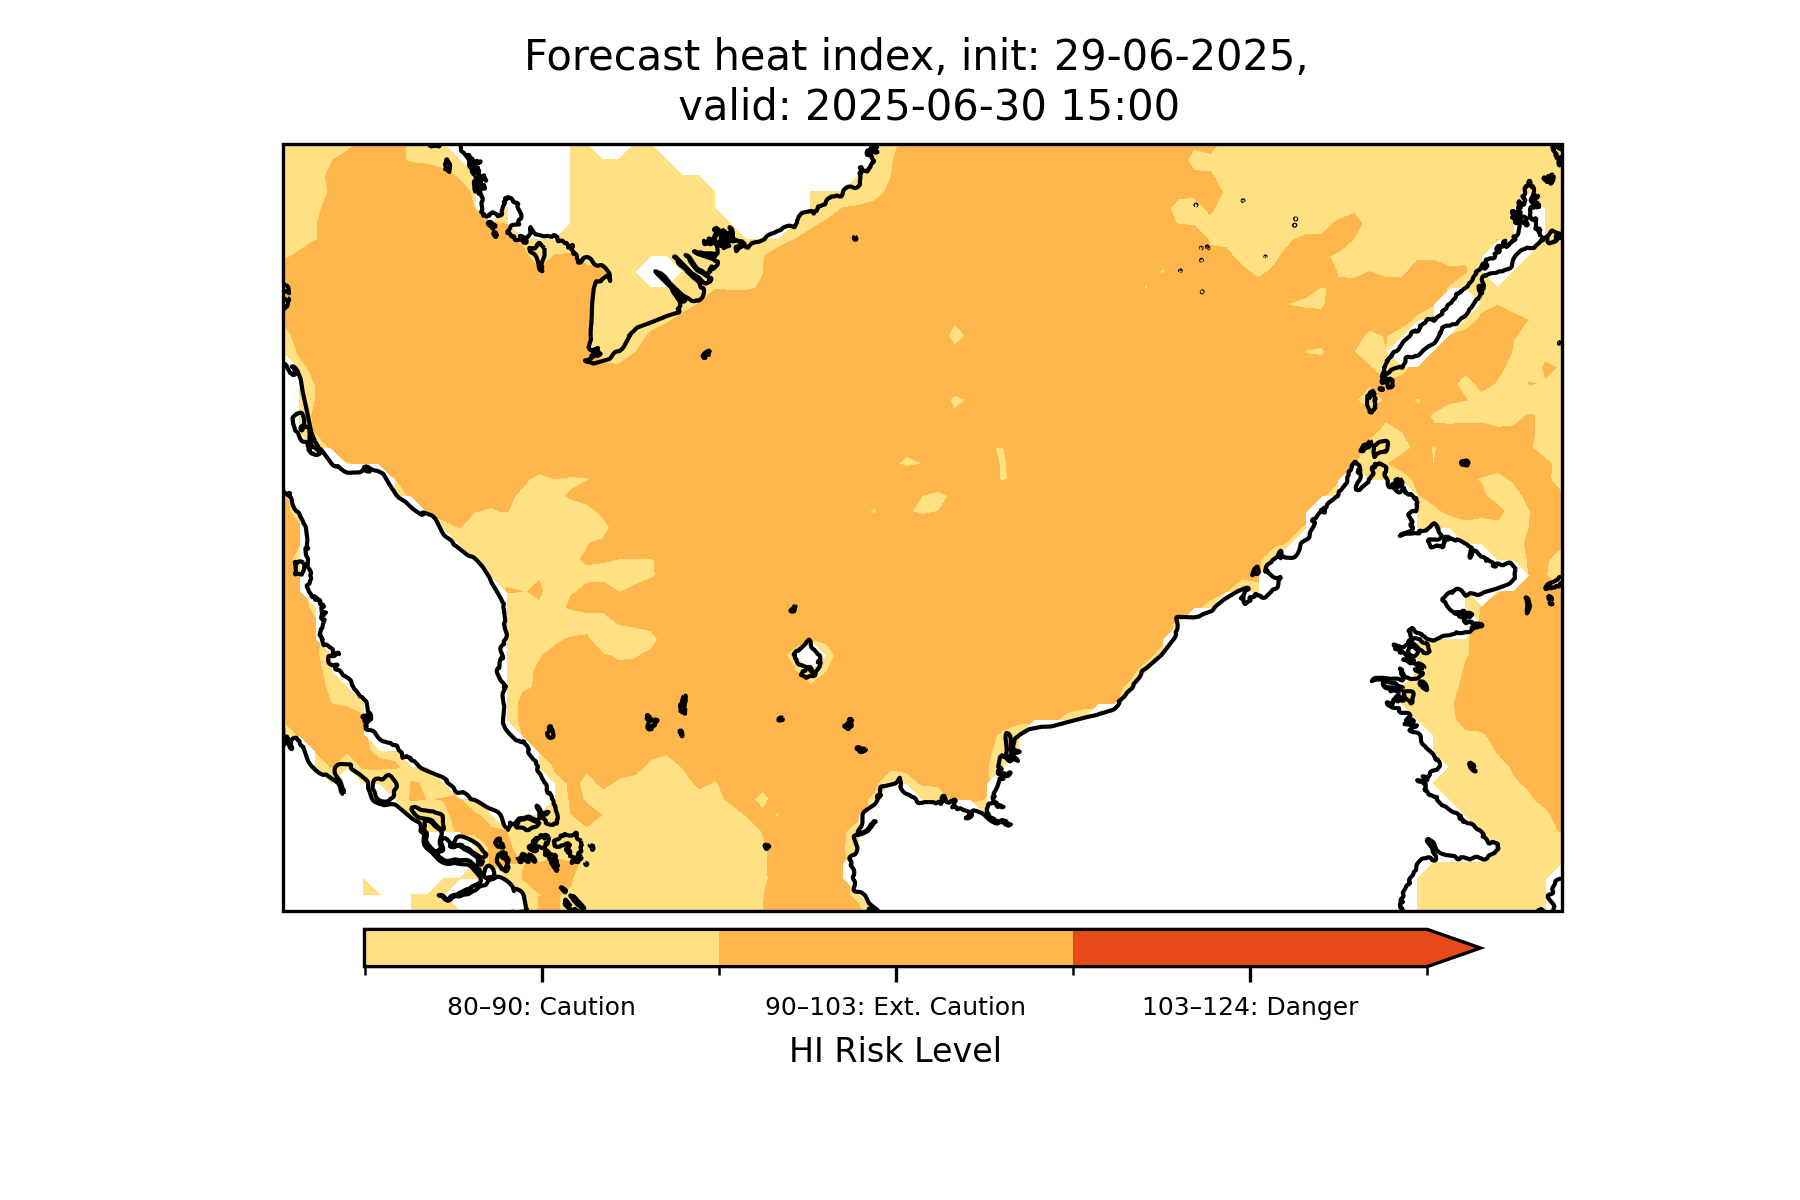 Forecast heat index, init: 29-06-2025,
valid: 2025-06-30 15:00
80–90: Caution
90–103: Ext. Caution
103–124: Danger
HI Risk Level